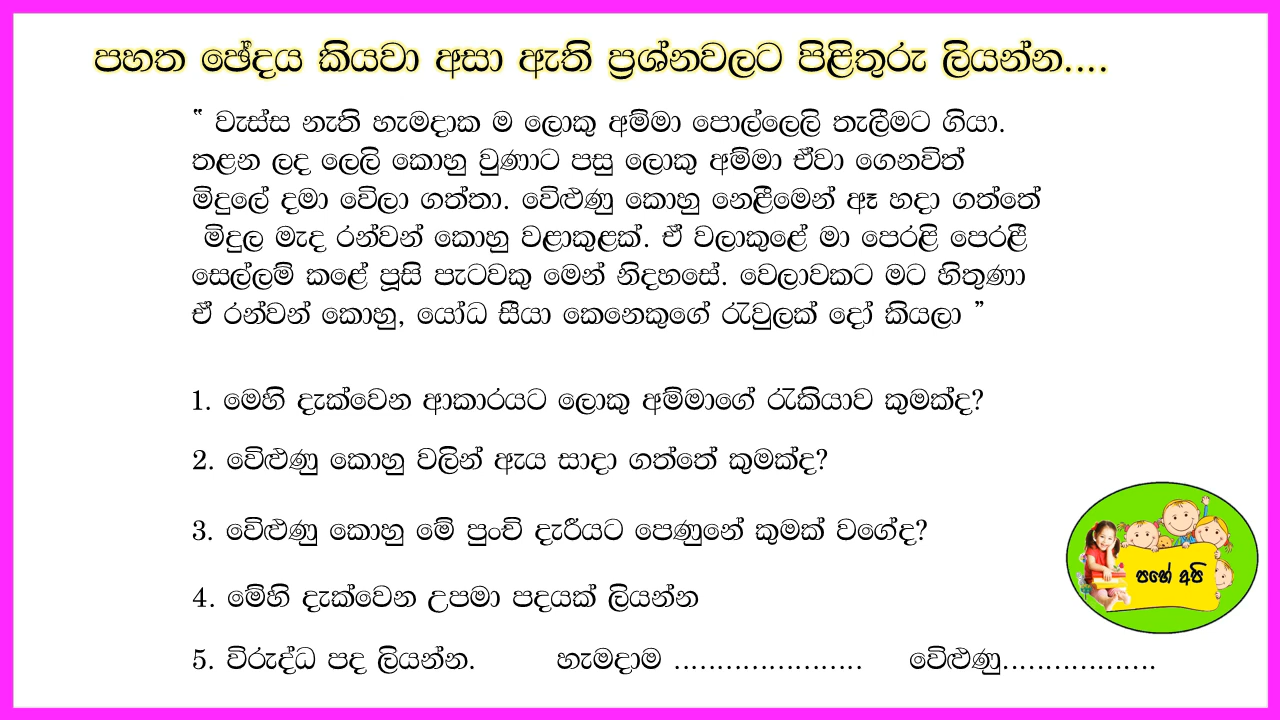 පහත ඡේදය කියවා අසා ඇති ප්‍රශ්නවලට පිළිතුරු ලියන්න....
“ වැස්ස නැති හැමදාක ම ලොකු අම්මා පොල්ලෙලි තැලීමට ගියා.
තළන ලද ලෙලි කොහු වුණාට පසු ලොකු අම්මා ඒවා ගෙනවිත්
මිදුලේ දමා වේලා ගත්තා. වේිළුණු කොහු නෙළීමෙන් ඈ හදා ගත්තේ
මිදුල මැද රන්වන් කොහු වළාකුළක්. ඒ වලාකුළේ මා පෙරළි පෙරළී
සෙල්ලම් කළේ පූසි පැටවකු මෙන් නිදහසේ. වෙලාවකට මට හිතුණා
ඒ රන්වන් කොහු, යෝධ සීයා කෙනෙකුගේ රැවුලක් දෝ කියලා ”
1. මෙහි දැක්වෙන ආකාරයට ලොකු අම්මාගේ රැකියාව කුමක්ද?
2. වේිළුණු කොහු වලින් ඇය සාදා ගත්තේ කුමක්ද?
3. වේිළුණු කොහු මේ පුංචි දැරියට පෙණුනේ කුමක් වගේද?
4. මේහි දැක්වෙන උපමා පදයක් ලියන්න
5. විරුද්ධ පද ලියන්න. හැමදාම ...................... වේිළුණු..................
පහේ අපි